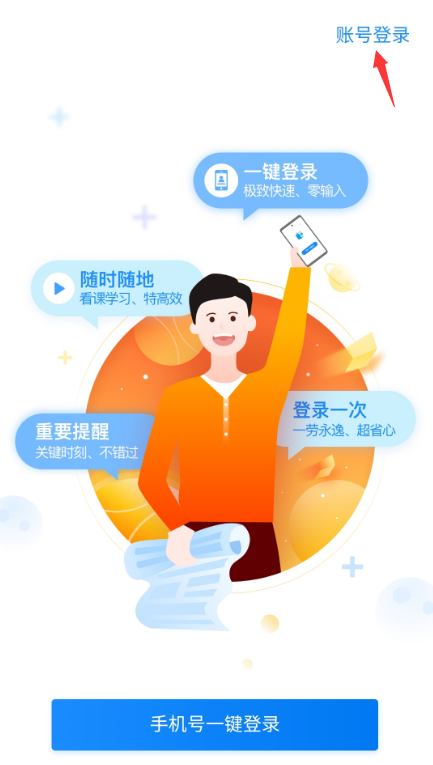 账号登录
一键登录
极致快速、零输入
随时随地
看课学习、特高效
登录一次
一劳永逸、超省心
重要提醒
关键时刻、不错过
手机号一键登录